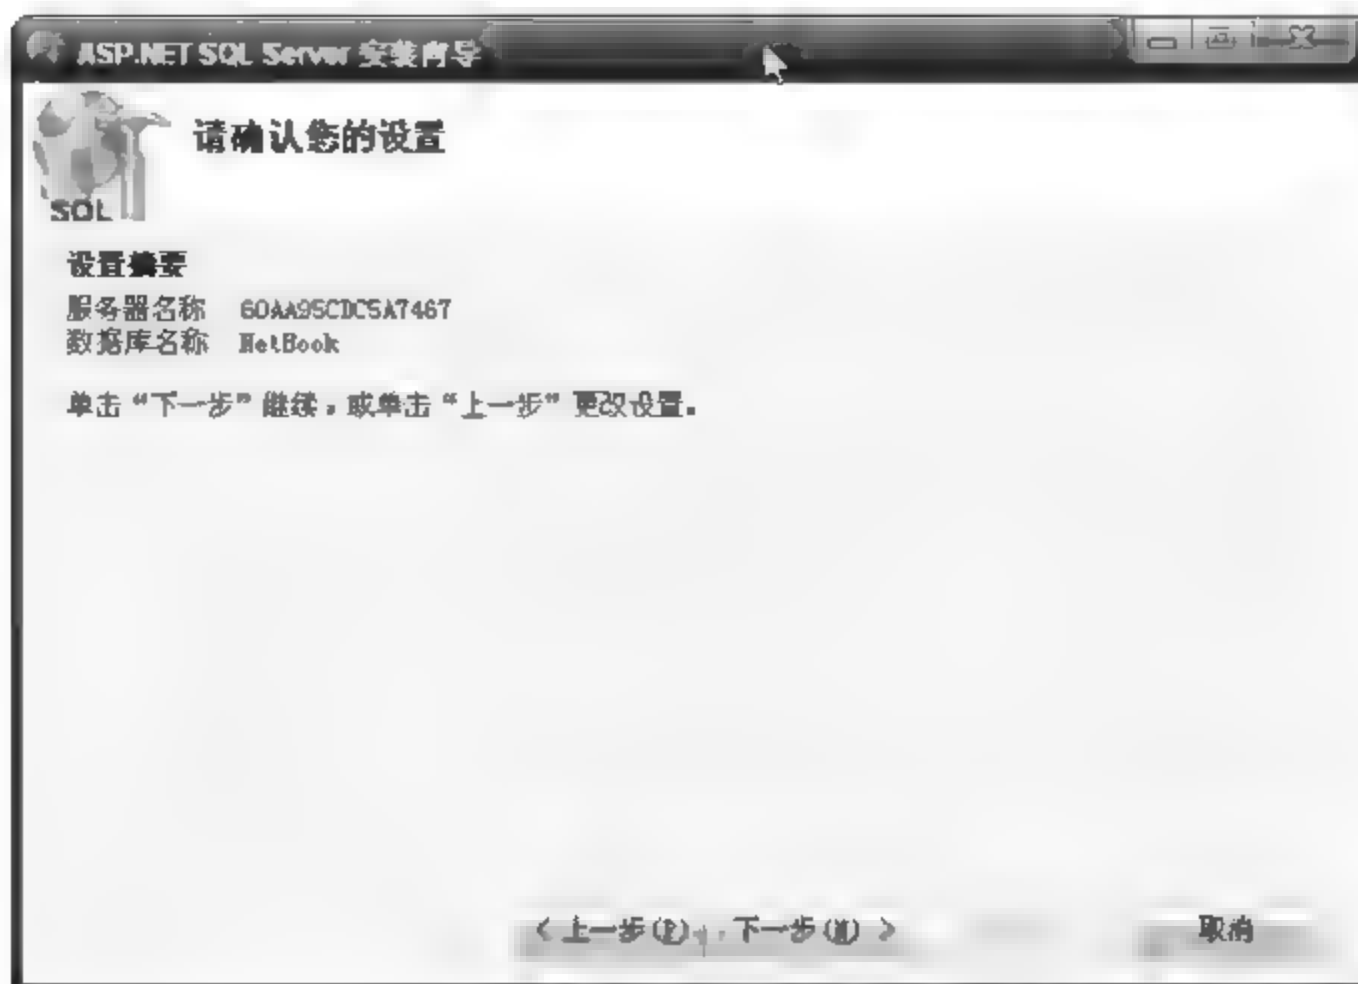 ASP.NET SQL Server 安装向导
请确认您的设置
SQL
设置摘要
服务器名称 60AA95CDC5A7467
数据库名称 NetBook
单击“下一步”继续，或单击“上一步”更改设置。
< 上一步(P) 下一步(N) > 取消